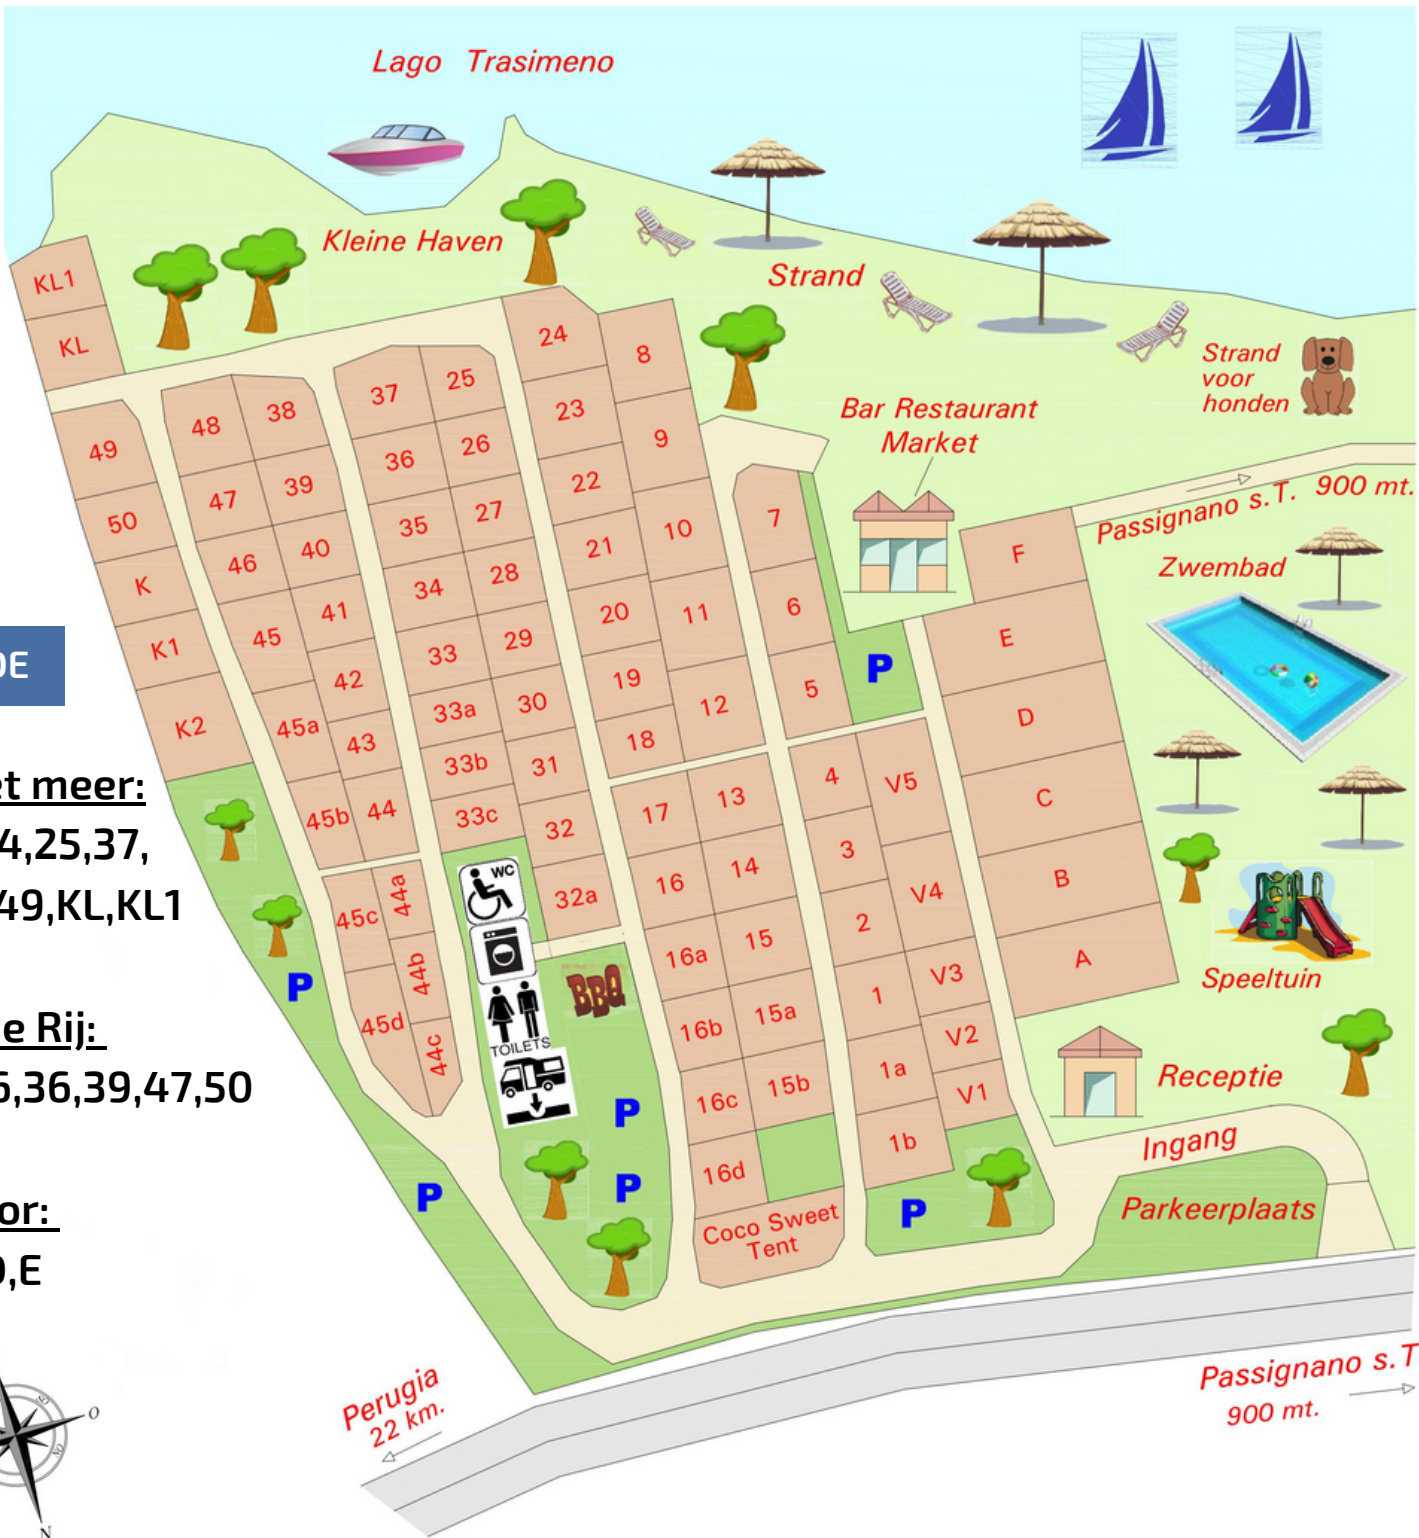 Lago Trasimeno
Kleine Haven
Strand
Strand
voor
honden
KL1
KL
Bar Restaurant
Market
Passignano s.T. 900 mt.
Zwembad
24
8
37
25
48
38
23
9
49
36
26
47
39
22
10
7
F
50
35
27
21
46
40
34
28
20
11
6
E
K
45
41
33
29
19
K1
42
33a
30
12
5
P
D
K2
45a
43
33b
31
18
4
V5
45b
44
33c
32
17
13
3
C
WC
32a
16
14
2
V4
B
45c
44a
16a
15
1
V3
A
P
44b
BBQ
16b
15a
V2
Speeltuin
45d
44c
TOILETS
16c
15b
1a
V1
Receptie
P
P
P
16d
1b
P
Ingang
Parkeerplaats
Coco Sweet
Tent
DE
et meer:
4,25,37,
49,KL,KL1
e Rij:
6,36,39,47,50
or:
,E
SO
O
NO
N
Perugia
22 km.
Passignano s.T
900 mt.